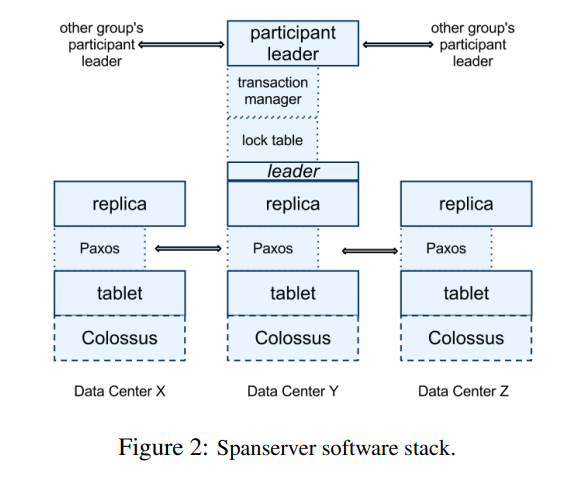 other group's
participant
leader
participant
leader
other group's
participant
leader
transaction
manager
lock table
leader
replica
replica
replica
Paxos
Paxos
Paxos
tablet
tablet
tablet
Colossus
Colossus
Colossus
Data Center X
Data Center Y
Data Center Z
Figure 2: Spanserver software stack.